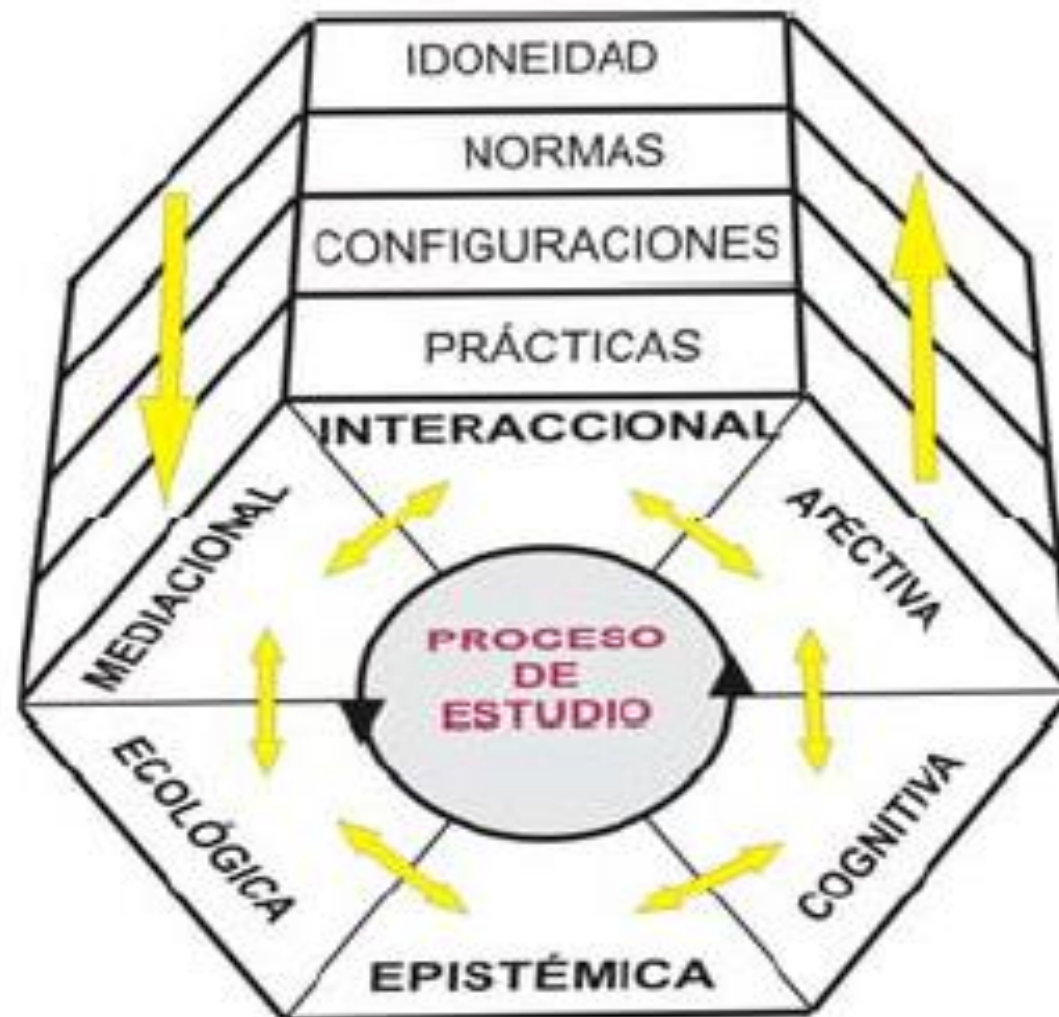 IDONEIDAD
NORMAS
CONFIGURACIONES
PRÁCTICAS
INTERACCIONAL
MEDIACIONAL
AFECTIVA
PROCESO
DE
ESTUDIO
ECOLÓGICA
COGNITIVA
EPISTÉMICA